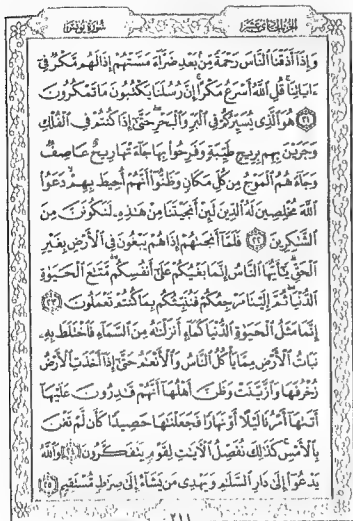 الجزء الحادي عشر
سورة يونس
وَإِذَآ أَذَقْنَا ٱلنَّاسَ رَحْمَةً مِّنۢ بَعْدِ ضَرَّآءَ مَسَّتْهُمْ إِذَا لَهُم مَّكْرٌ فِىٓ
ءَايَاتِنَا ۚ قُلِ ٱللَّهُ أَسْرَعُ مَكْرًا ۚ إِنَّ رُسُلَنَا يَكْتُبُونَ مَا تَمْكُرُونَ
﴿٢١﴾ هُوَ ٱلَّذِى يُسَيِّرُكُمْ فِى ٱلْبَرِّ وَٱلْبَحْرِ ۖ حَتَّىٰٓ إِذَا كُنتُمْ فِى ٱلْفُلْكِ
وَجَرَيْنَ بِهِم بِرِيحٍ طَيِّبَةٍ وَفَرِحُوا۟ بِهَا جَآءَتْهَا رِيحٌ عَاصِفٌ
وَجَآءَهُمُ ٱلْمَوْجُ مِن كُلِّ مَكَانٍ وَظَنُّوٓا۟ أَنَّهُمْ أُحِيطَ بِهِمْ ۙ دَعَوُا۟
ٱللَّهَ مُخْلِصِينَ لَهُ ٱلدِّينَ لَئِنْ أَنجَيْتَنَا مِنْ هَٰذِهِۦ لَنَكُونَنَّ مِنَ
ٱلشَّٰكِرِينَ ﴿٢٢﴾ فَلَمَّآ أَنجَىٰهُمْ إِذَا هُمْ يَبْغُونَ فِى ٱلْأَرْضِ بِغَيْرِ
ٱلْحَقِّ ۗ يَٰٓأَيُّهَا ٱلنَّاسُ إِنَّمَا بَغْيُكُمْ عَلَىٰٓ أَنفُسِكُم ۖ مَّتَٰعَ ٱلْحَيَوٰةِ
ٱلدُّنْيَا ۖ ثُمَّ إِلَيْنَا مَرْجِعُكُمْ فَنُنَبِّئُكُم بِمَا كُنتُمْ تَعْمَلُونَ ﴿٢٣﴾
إِنَّمَا مَثَلُ ٱلْحَيَوٰةِ ٱلدُّنْيَا كَمَآءٍ أَنزَلْنَٰهُ مِنَ ٱلسَّمَآءِ فَٱخْتَلَطَ بِهِۦ
نَبَاتُ ٱلْأَرْضِ مِمَّا يَأْكُلُ ٱلنَّاسُ وَٱلْأَنْعَٰمُ حَتَّىٰٓ إِذَآ أَخَذَتِ ٱلْأَرْضُ
زُخْرُفَهَا وَٱزَّيَّنَتْ وَظَنَّ أَهْلُهَآ أَنَّهُمْ قَٰدِرُونَ عَلَيْهَآ
أَتَىٰهَآ أَمْرُنَا لَيْلًا أَوْ نَهَارًا فَجَعَلْنَٰهَا حَصِيدًا كَأَن لَّمْ تَغْنَ
بِٱلْأَمْسِ ۚ كَذَٰلِكَ نُفَصِّلُ ٱلْءَايَٰتِ لِقَوْمٍ يَتَفَكَّرُونَ ﴿٢٤﴾ وَٱللَّهُ
يَدْعُوٓا۟ إِلَىٰ دَارِ ٱلسَّلَٰمِ وَيَهْدِى مَن يَشَآءُ إِلَىٰ صِرَٰطٍ مُّسْتَقِيمٍ ﴿٢٥﴾
٢١١